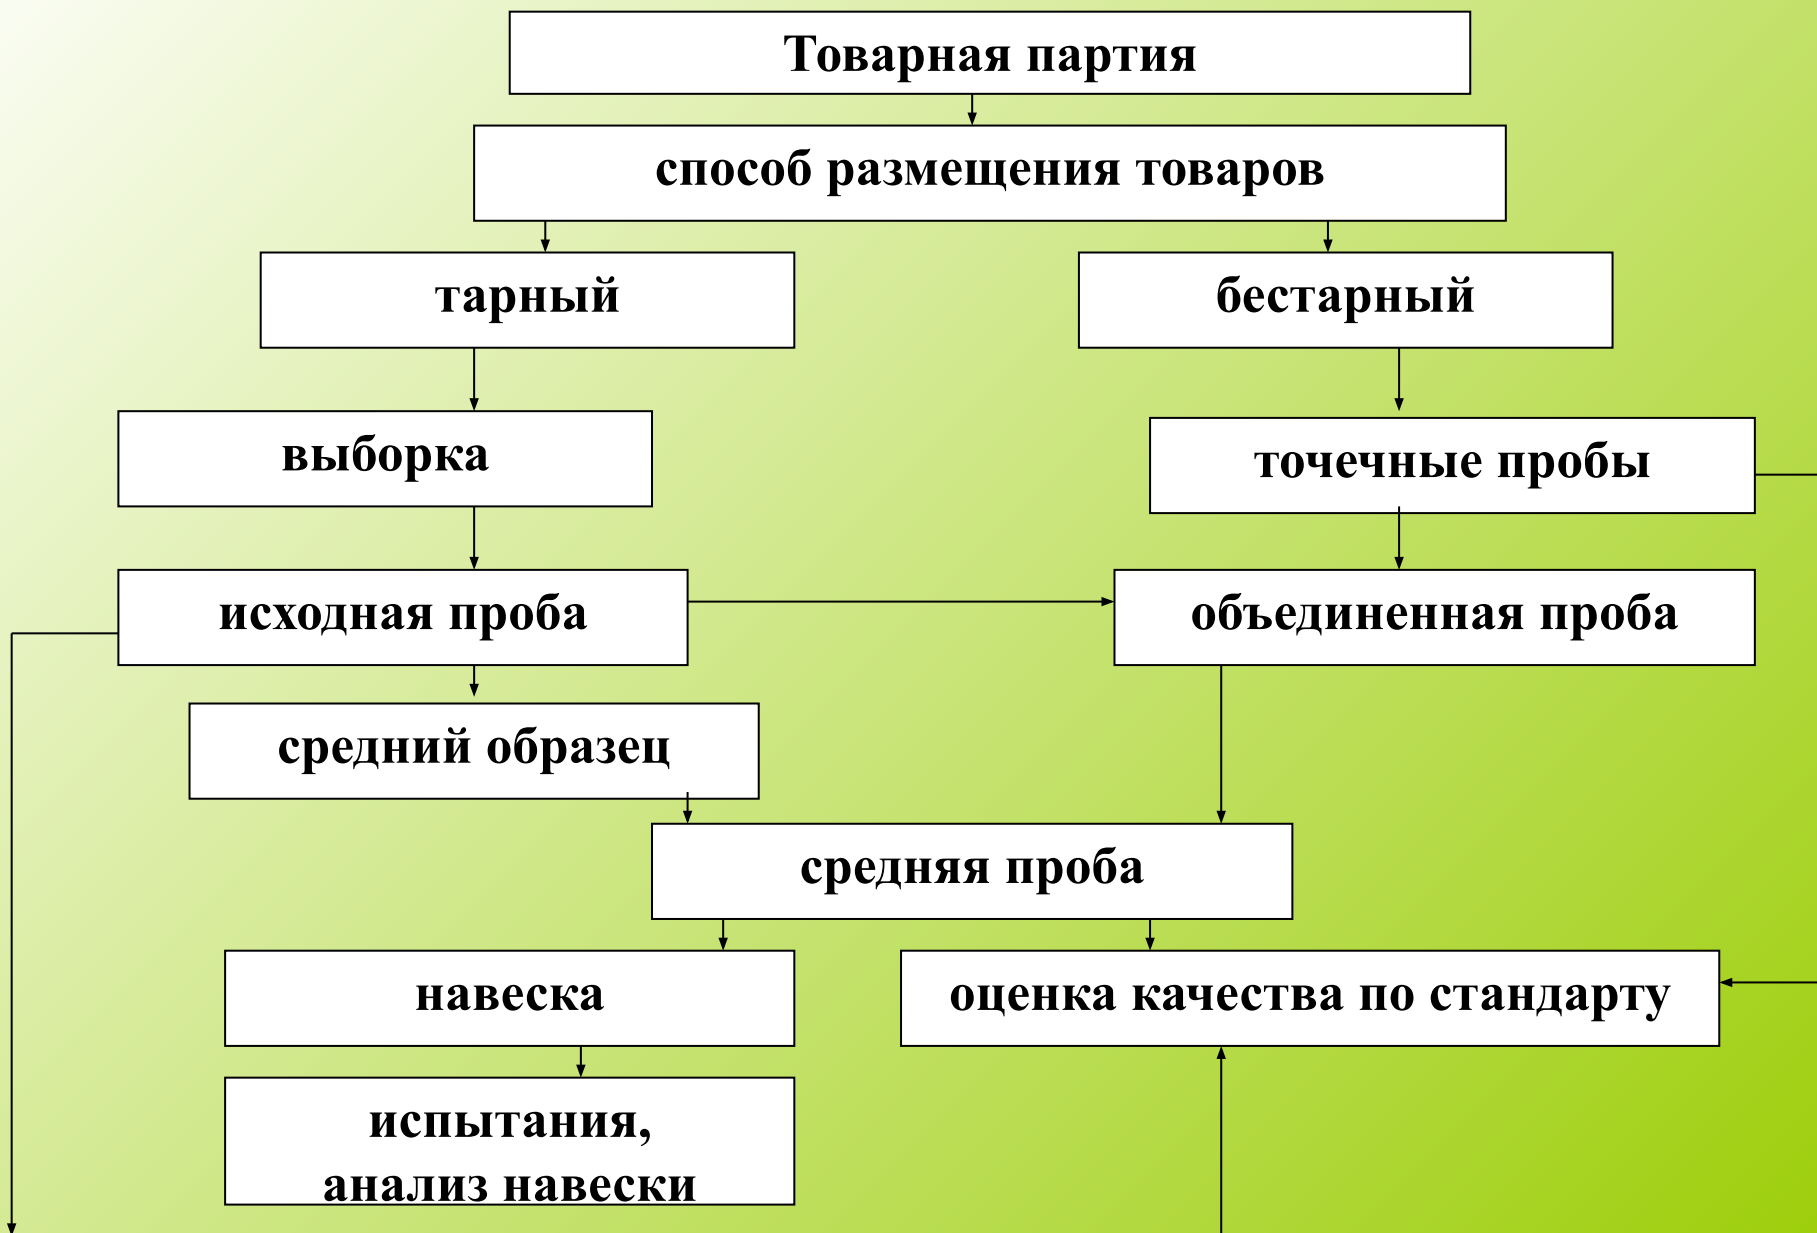 Товарная партия
способ размещения товаров
тарный
бестарный
выборка
точечные пробы
исходная проба
объединенная проба
средний образец
средняя проба
навеска
оценка качества по стандарту
испытания,
анализ навески